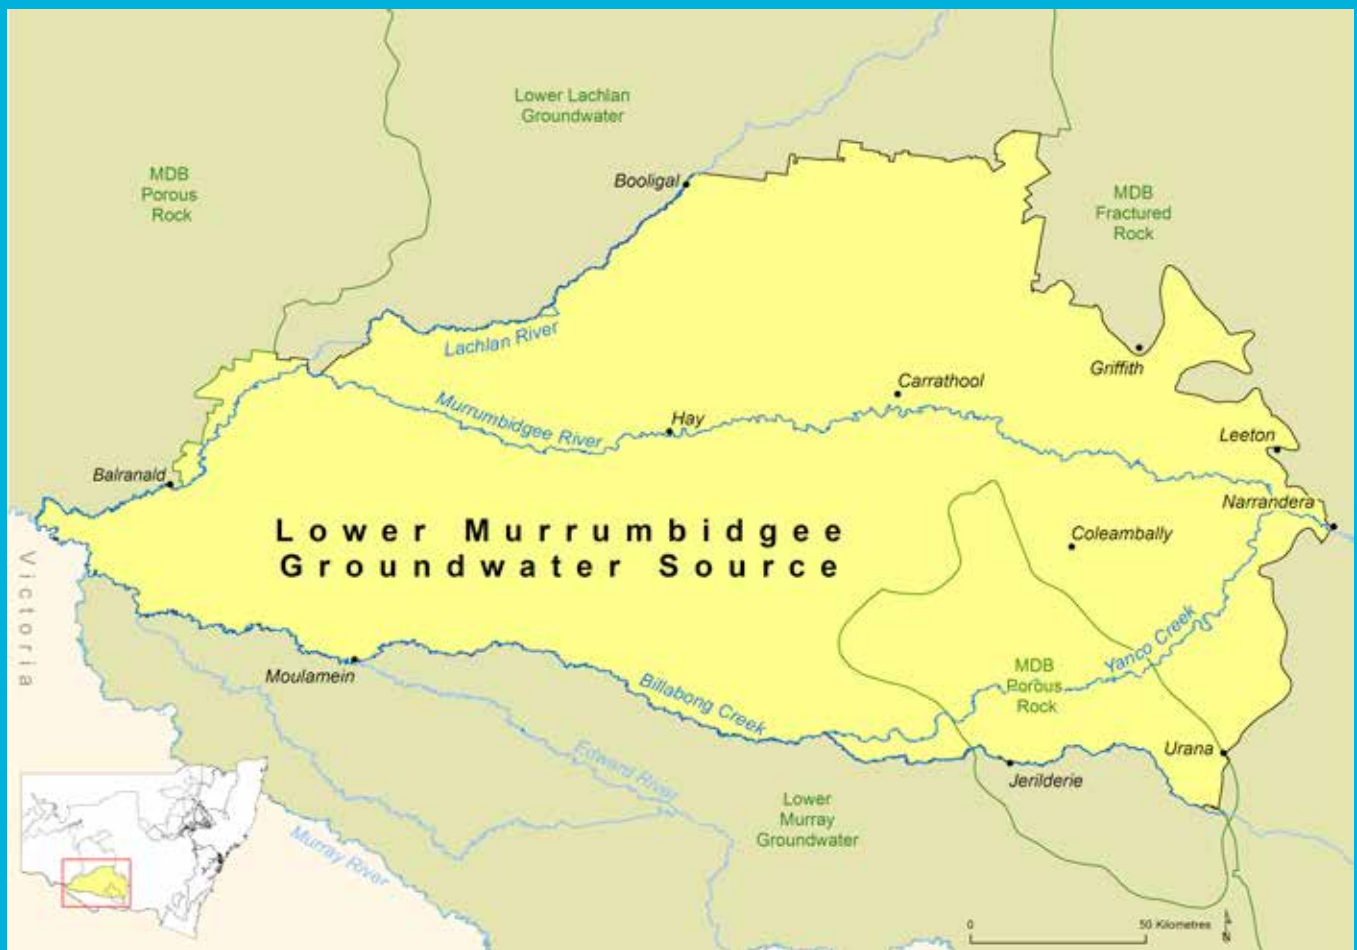 Lower Lachlan
Groundwater
MDB
Porous
Rock
Booligal
MDB
Fractured
Rock
Lachlan River
Griffith
Carrathool
Murrumbidgee River
Hay
Leeton
Balranald
Narrandera
Lower Murrumbidgee
Groundwater Source
Coleambally
Victoria
Yanco Creek
MDB
Porous
Rock
Moulamein
Billabong Creek
Urana
Edward River
Jerilderie
Lower
Murray
Groundwater
Murray River
0
50 Kilometres
N